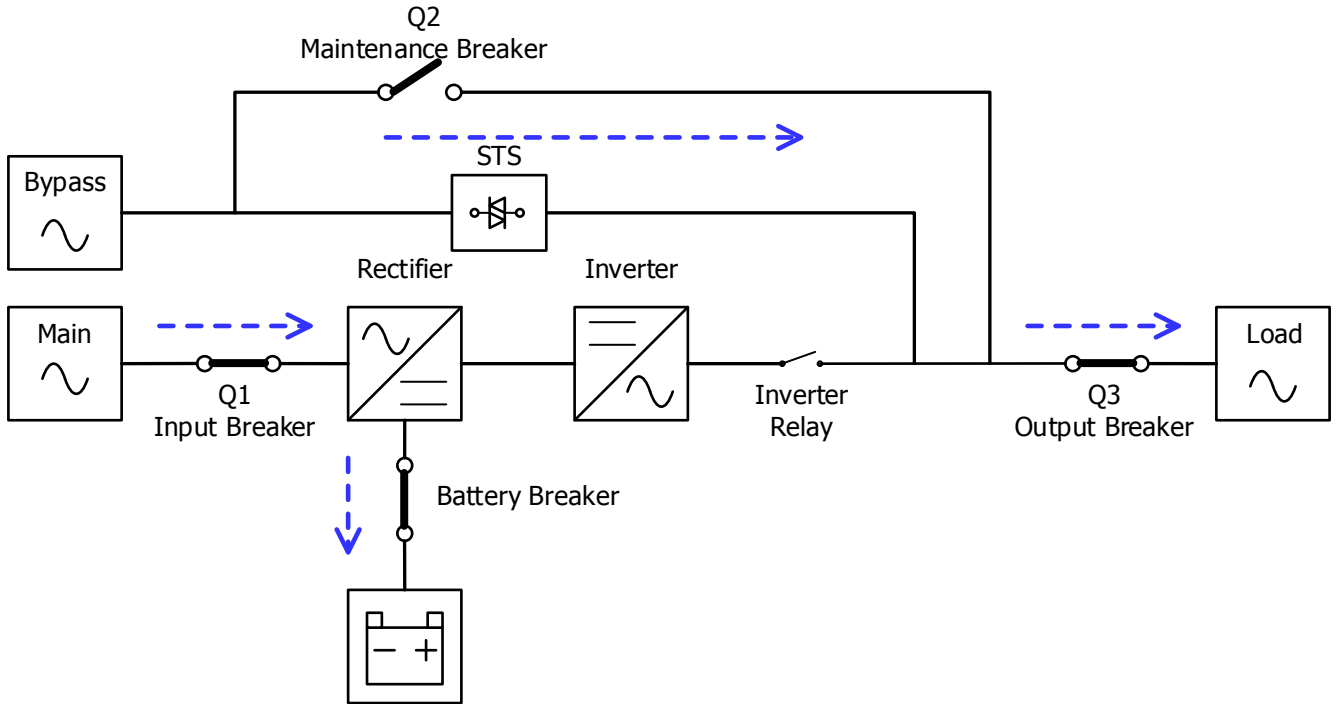 Q2
Maintenance Breaker
STS
Bypass
Rectifier
Inverter
Main
Load
Q1
Input Breaker
Inverter
Relay
Q3
Output Breaker
Battery Breaker